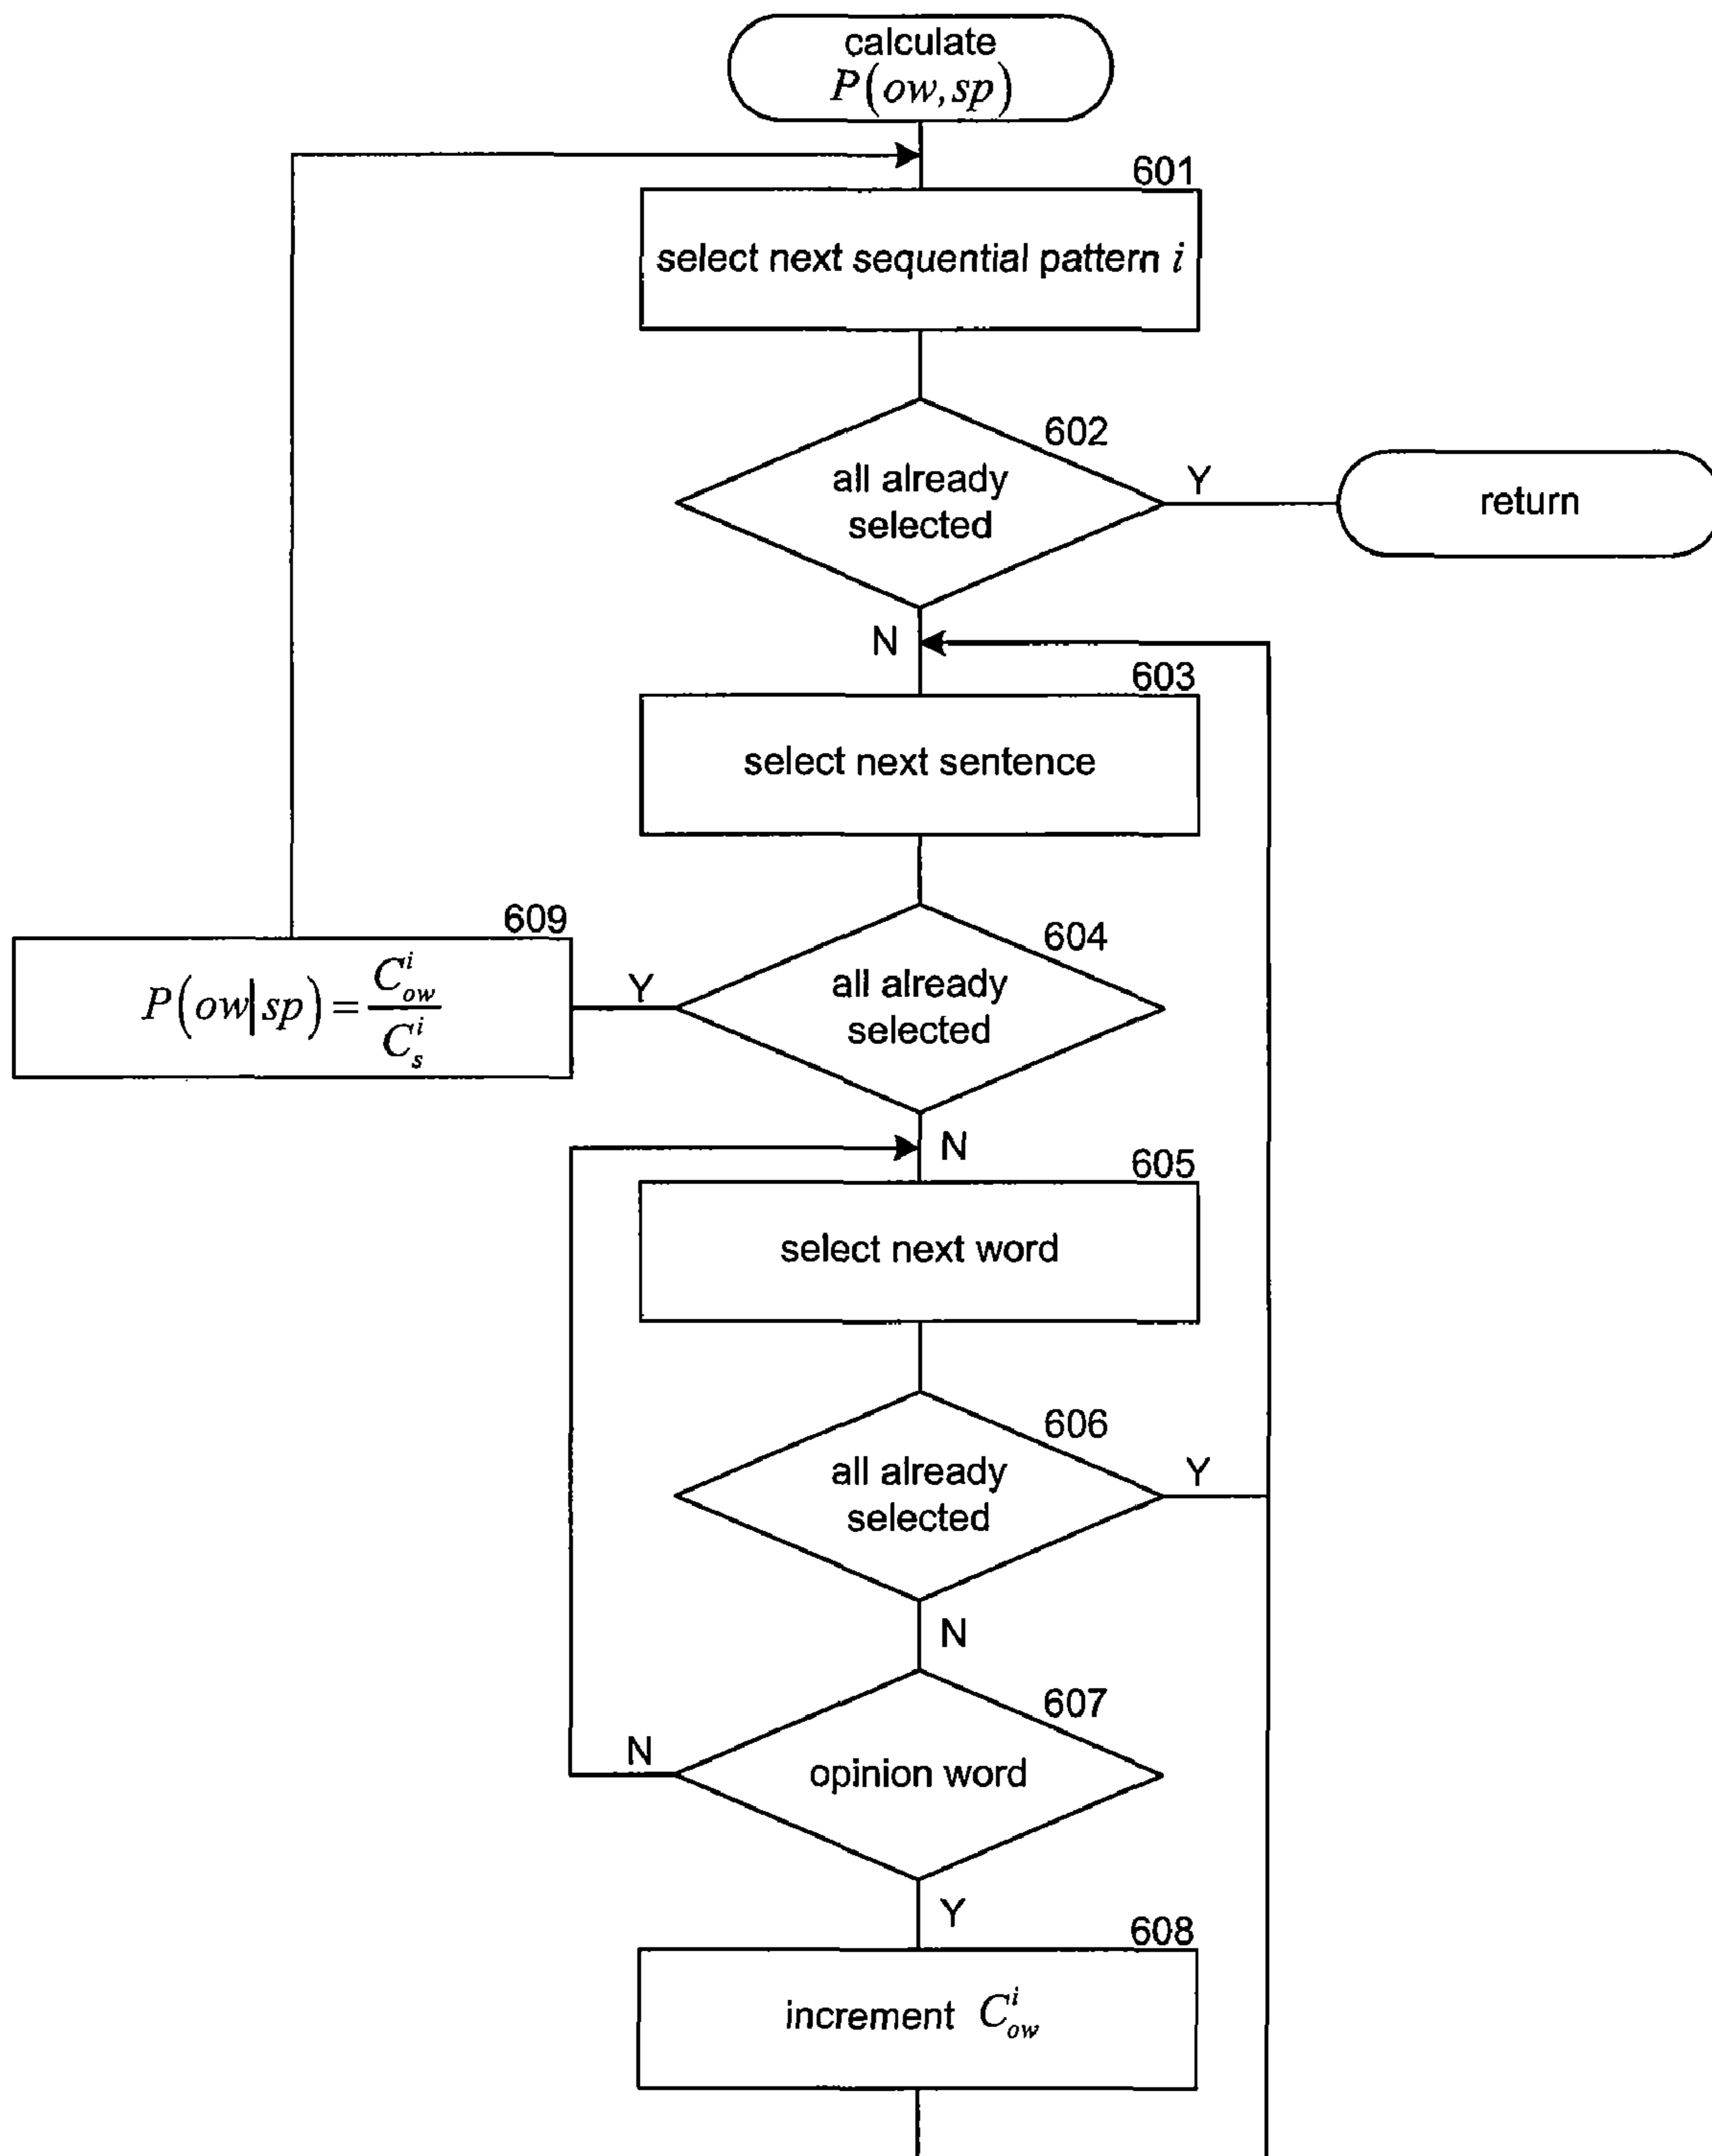 calculate
P(ow,sp)
601
select next sequential pattern i
602
all already
selected
Y
return
N
603
select next sentence
604
all already
selected
Y
609
P(ow|sp) = C^i_ow / C^i_s
N
605
select next word
606
all already
selected
Y
N
607
opinion word
N
Y
608
increment C^i_ow